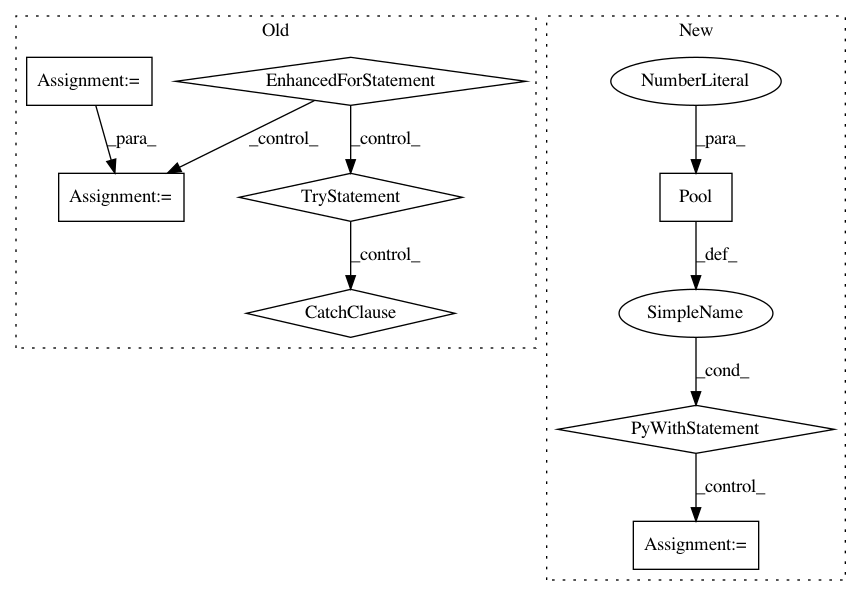 Old
New
Assignment:=
EnhancedForStatement
NumberLiteral
_para_
_control_
_control_
_para_
Assignment:=
TryStatement
Pool
_control_
_def_
CatchClause
SimpleName
_cond_
PyWithStatement
_control_
Assignment:=